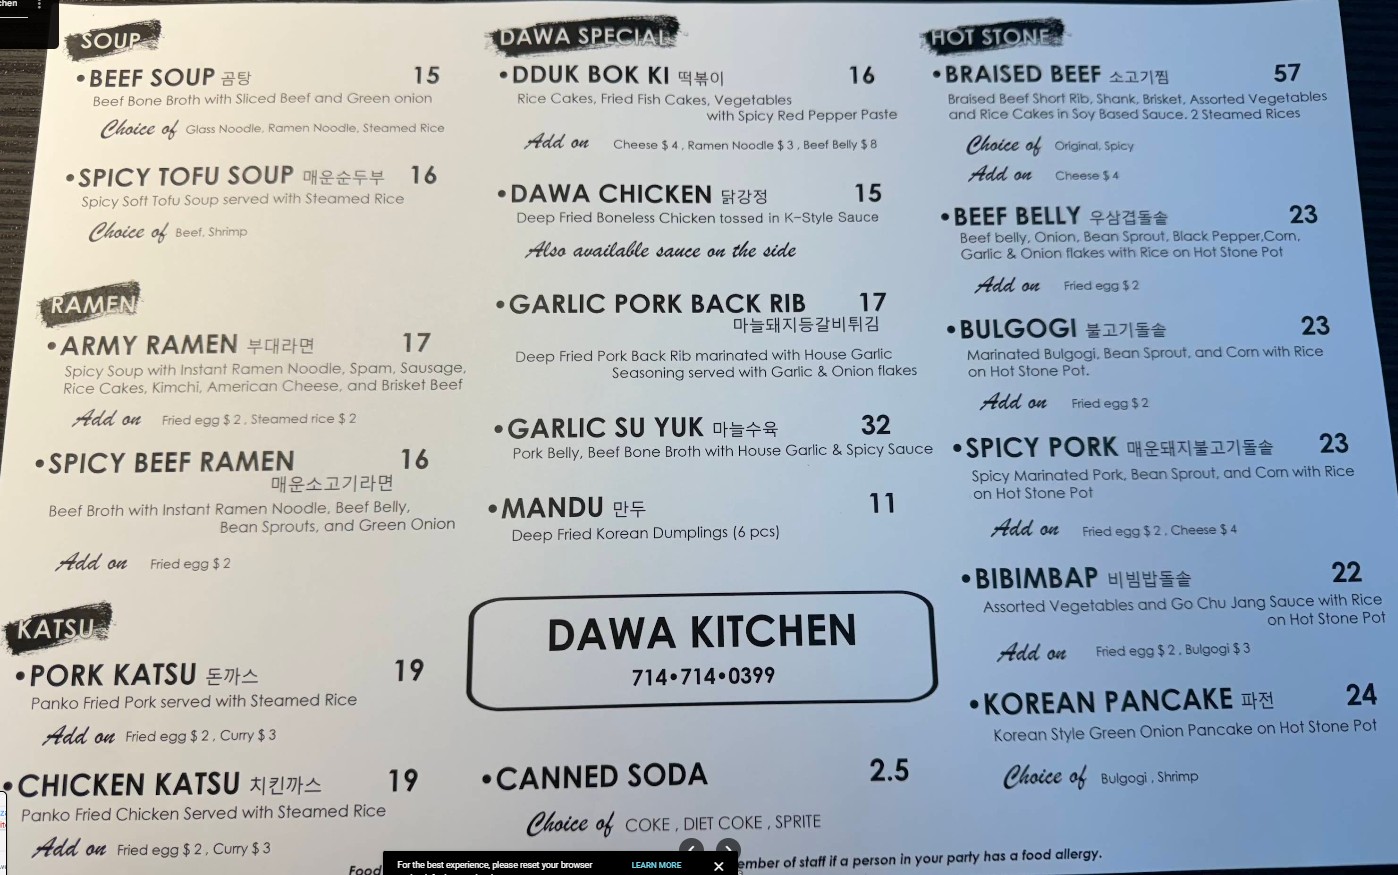 chen
SOUP
•BEEF SOUP 곰탕 15
Beef Bone Broth with Sliced Beef and Green onion
Choice of Glass Noodle, Ramen Noodle, Steamed Rice
•SPICY TOFU SOUP 매운순두부 16
Spicy Soft Tofu Soup served with Steamed Rice
Choice of Beef, Shrimp
RAMEN
•ARMY RAMEN 부대라면 17
Spicy Soup with Instant Ramen Noodle, Spam, Sausage,
Rice Cakes, Kimchi, American Cheese, and Brisket Beef
Add on Fried egg $ 2 , Steamed rice $ 2
•SPICY BEEF RAMEN 16
매운소고기라면
Beef Broth with Instant Ramen Noodle, Beef Belly,
Bean Sprouts, and Green Onion
Add on Fried egg $ 2
KATSU
•PORK KATSU 돈까스 19
Panko Fried Pork served with Steamed Rice
Add on Fried egg $ 2 , Curry $ 3
•CHICKEN KATSU 치킨까스 19
Panko Fried Chicken Served with Steamed Rice
Add on Fried egg $ 2 , Curry $ 3
DAWA SPECIAL
•DDUK BOK KI 떡볶이 16
Rice Cakes, Fried Fish Cakes, Vegetables
with Spicy Red Pepper Paste
Add on Cheese $ 4 , Ramen Noodle $ 3 , Beef Belly $ 8
•DAWA CHICKEN 닭강정 15
Deep Fried Boneless Chicken tossed in K-Style Sauce
Also available sauce on the side
•GARLIC PORK BACK RIB 17
마늘돼지등갈비튀김
Deep Fried Pork Back Rib marinated with House Garlic
Seasoning served with Garlic & Onion flakes
•GARLIC SU YUK 마늘수육 32
Pork Belly, Beef Bone Broth with House Garlic & Spicy Sauce
•MANDU 만두 11
Deep Fried Korean Dumplings (6 pcs)
DAWA KITCHEN
714•714•0399
•CANNED SODA 2.5
Choice of COKE , DIET COKE , SPRITE
HOT STONE
•BRAISED BEEF 소고기찜 57
Braised Beef Short Rib, Shank, Brisket, Assorted Vegetables
and Rice Cakes in Soy Based Sauce. 2 Steamed Rices
Choice of Original, Spicy
Add on Cheese $ 4
•BEEF BELLY 우삼겹돌솥 23
Beef belly, Onion, Bean Sprout, Black Pepper,Corn,
Garlic & Onion flakes with Rice on Hot Stone Pot
Add on Fried egg $ 2
•BULGOGI 불고기돌솥 23
Marinated Bulgogi, Bean Sprout, and Corn with Rice
on Hot Stone Pot.
Add on Fried egg $ 2
•SPICY PORK 매운돼지불고기돌솥 23
Spicy Marinated Pork, Bean Sprout, and Corn with Rice
on Hot Stone Pot
Add on Fried egg $ 2 , Cheese $ 4
•BIBIMBAP 비빔밥돌솥 22
Assorted Vegetables and Go Chu Jang Sauce with Rice
on Hot Stone Pot
Add on Fried egg $ 2 , Bulgogi $ 3
•KOREAN PANCAKE 파전 24
Korean Style Green Onion Pancake on Hot Stone Pot
Choice of Bulgogi , Shrimp
Food ember of staff if a person in your party has a food allergy.
For the best experience, please reset your browser LEARN MORE